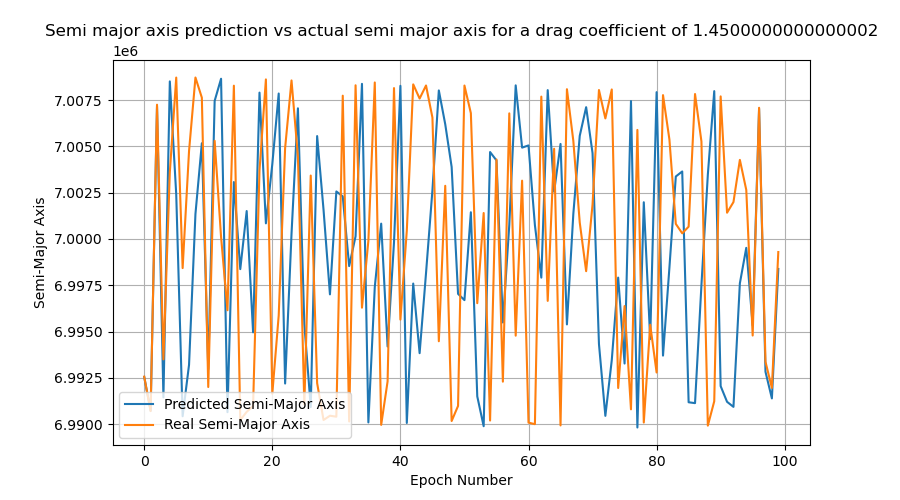 Semi major axis prediction vs actual semi major axis for a drag coefficient of 1.4500000000000002
1e6
7.0075
7.0050
7.0025
7.0000
6.9975
6.9950
6.9925
6.9900
Semi-Major Axis
Predicted Semi-Major Axis
Real Semi-Major Axis
0 20 40 60 80 100
Epoch Number